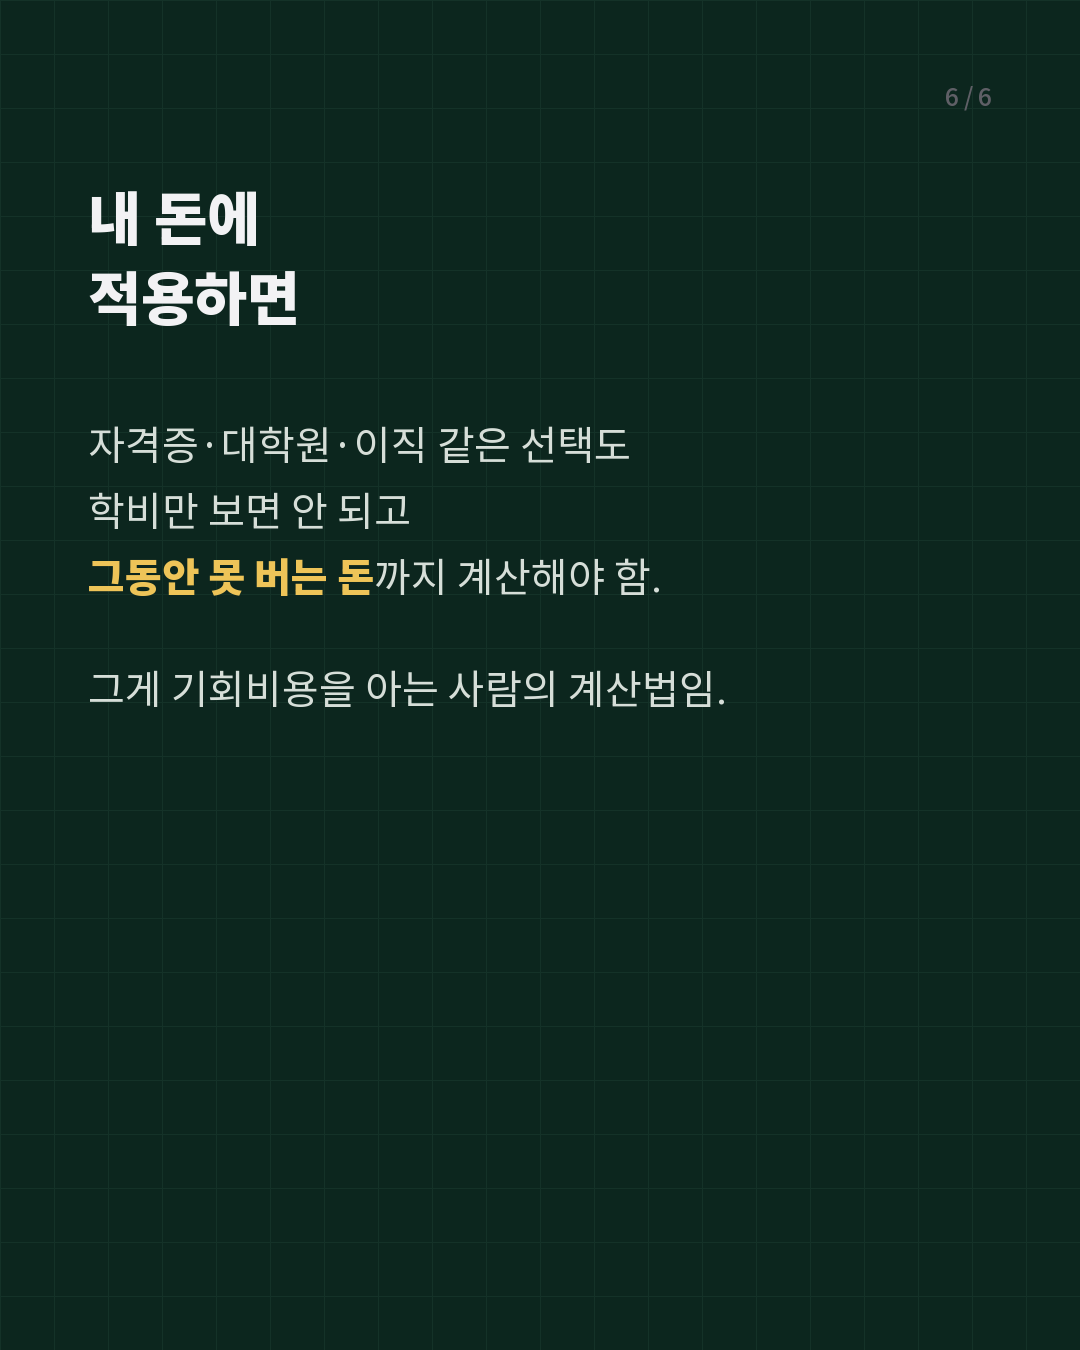 6 / 6
내 돈에
적용하면
자격증·대학원·이직 같은 선택도
학비만 보면 안 되고
그동안 못 버는 돈까지 계산해야 함.
그게 기회비용을 아는 사람의 계산법임.